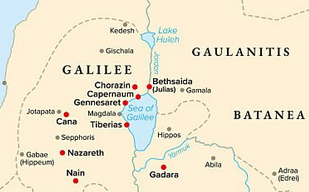 Kedesh
Lake
Huleh
Gischala
GAULANITIS
Jordan
GALILEE
Bethsaida
(Julias)
Chorazin
Capernaum
Gamala
Gennesaret
Jotapata
Magdala
Sea of
Galilee
BATANEA
Cana
Tiberias
Hippos
Sepphoris
Gabae
(Hippeum)
Nazareth
Yarmuk
Abila
Adraa
(Edrei)
Nain
Gadara